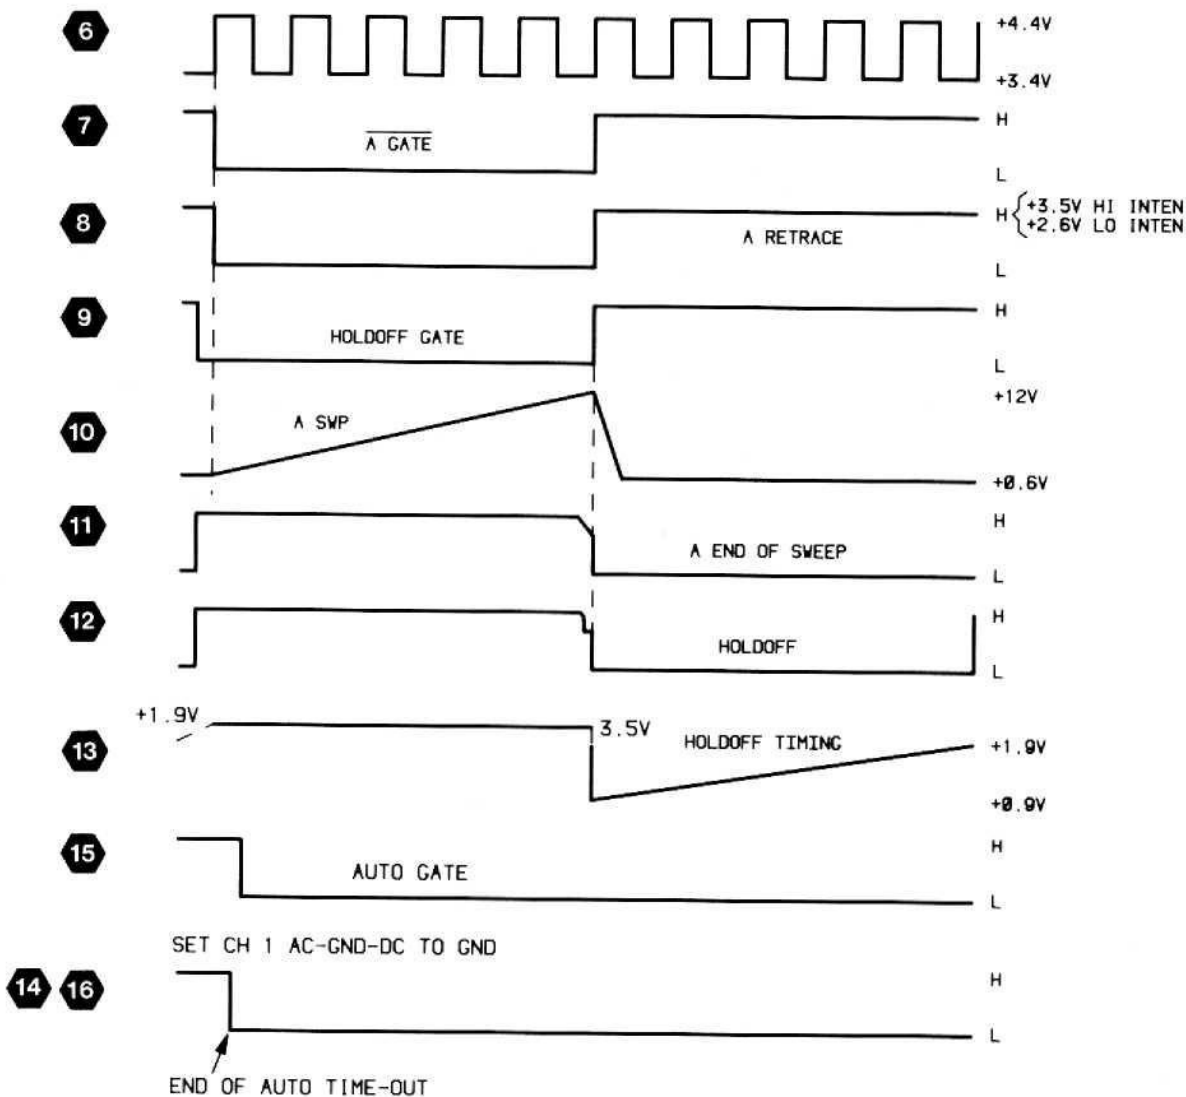 6
+4.4V
+3.4V
7
A GATE
H
L
8
A RETRACE
H
+3.5V HI INTEN
+2.6V LO INTEN
L
9
HOLDOFF GATE
H
L
10
A SWP
+12V
+0.6V
11
A END OF SWEEP
H
L
12
HOLDOFF
H
L
+1.9V
13
3.5V
HOLDOFF TIMING
+1.9V
+0.9V
15
AUTO GATE
H
L
SET CH 1 AC-GND-DC TO GND
14 16
H
L
END OF AUTO TIME-OUT